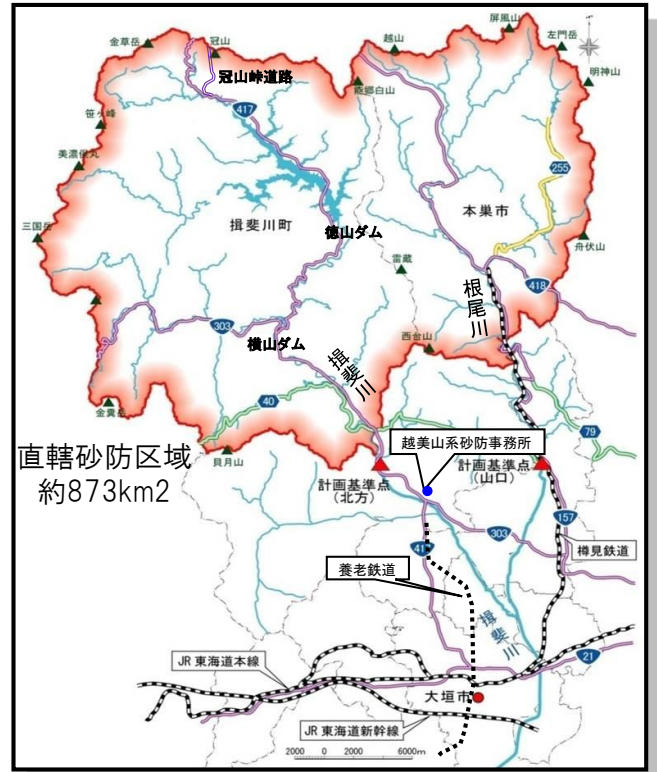 屏風山
左門岳
金草岳
冠山
越山
明神山
冠山峠道路
能郷白山
417
笹ヶ峰
255
美濃俣丸
本巣市
揖斐川町
三国岳
徳山ダム
舟伏山
雷蔵
418
根尾川
303
横山ダム
西台山
揖斐川
40
金糞岳
79
越美山系砂防事務所
貝月山
直轄砂防区域
約873km2
計画基準点
(北方)
計画基準点
(山口)
157
303
417
樽見鉄道
養老鉄道
揖斐川
21
JR東海道本線
大垣市
JR東海道新幹線
2000 0 2000 6000m